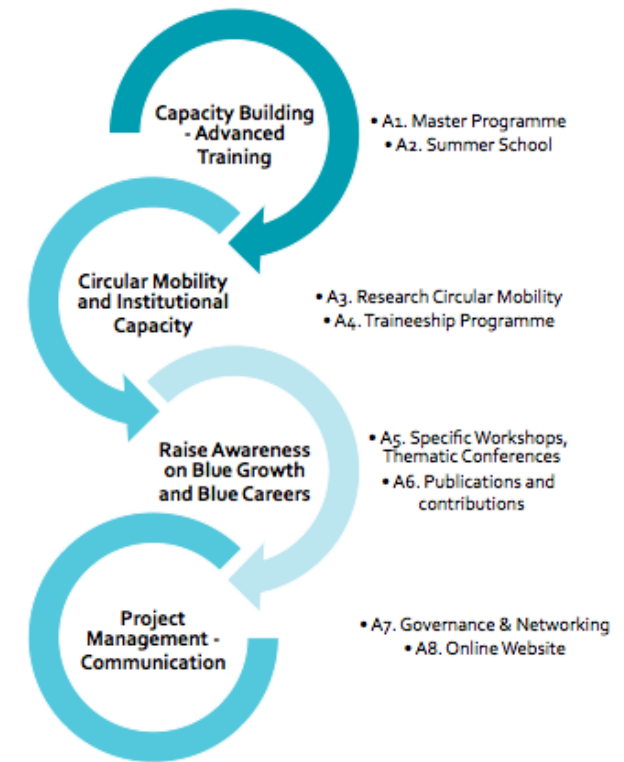 Capacity Building
- Advanced
Training
• A1. Master Programme
• A2. Summer School
Circular Mobility
and Institutional
Capacity
• A3. Research Circular Mobility
• A4. Traineeship Programme
Raise Awareness
on Blue Growth
and Blue Careers
• A5. Specific Workshops,
Thematic Conferences
• A6. Publications and
contributions
Project
Management -
Communication
• A7. Governance & Networking
• A8. Online Website